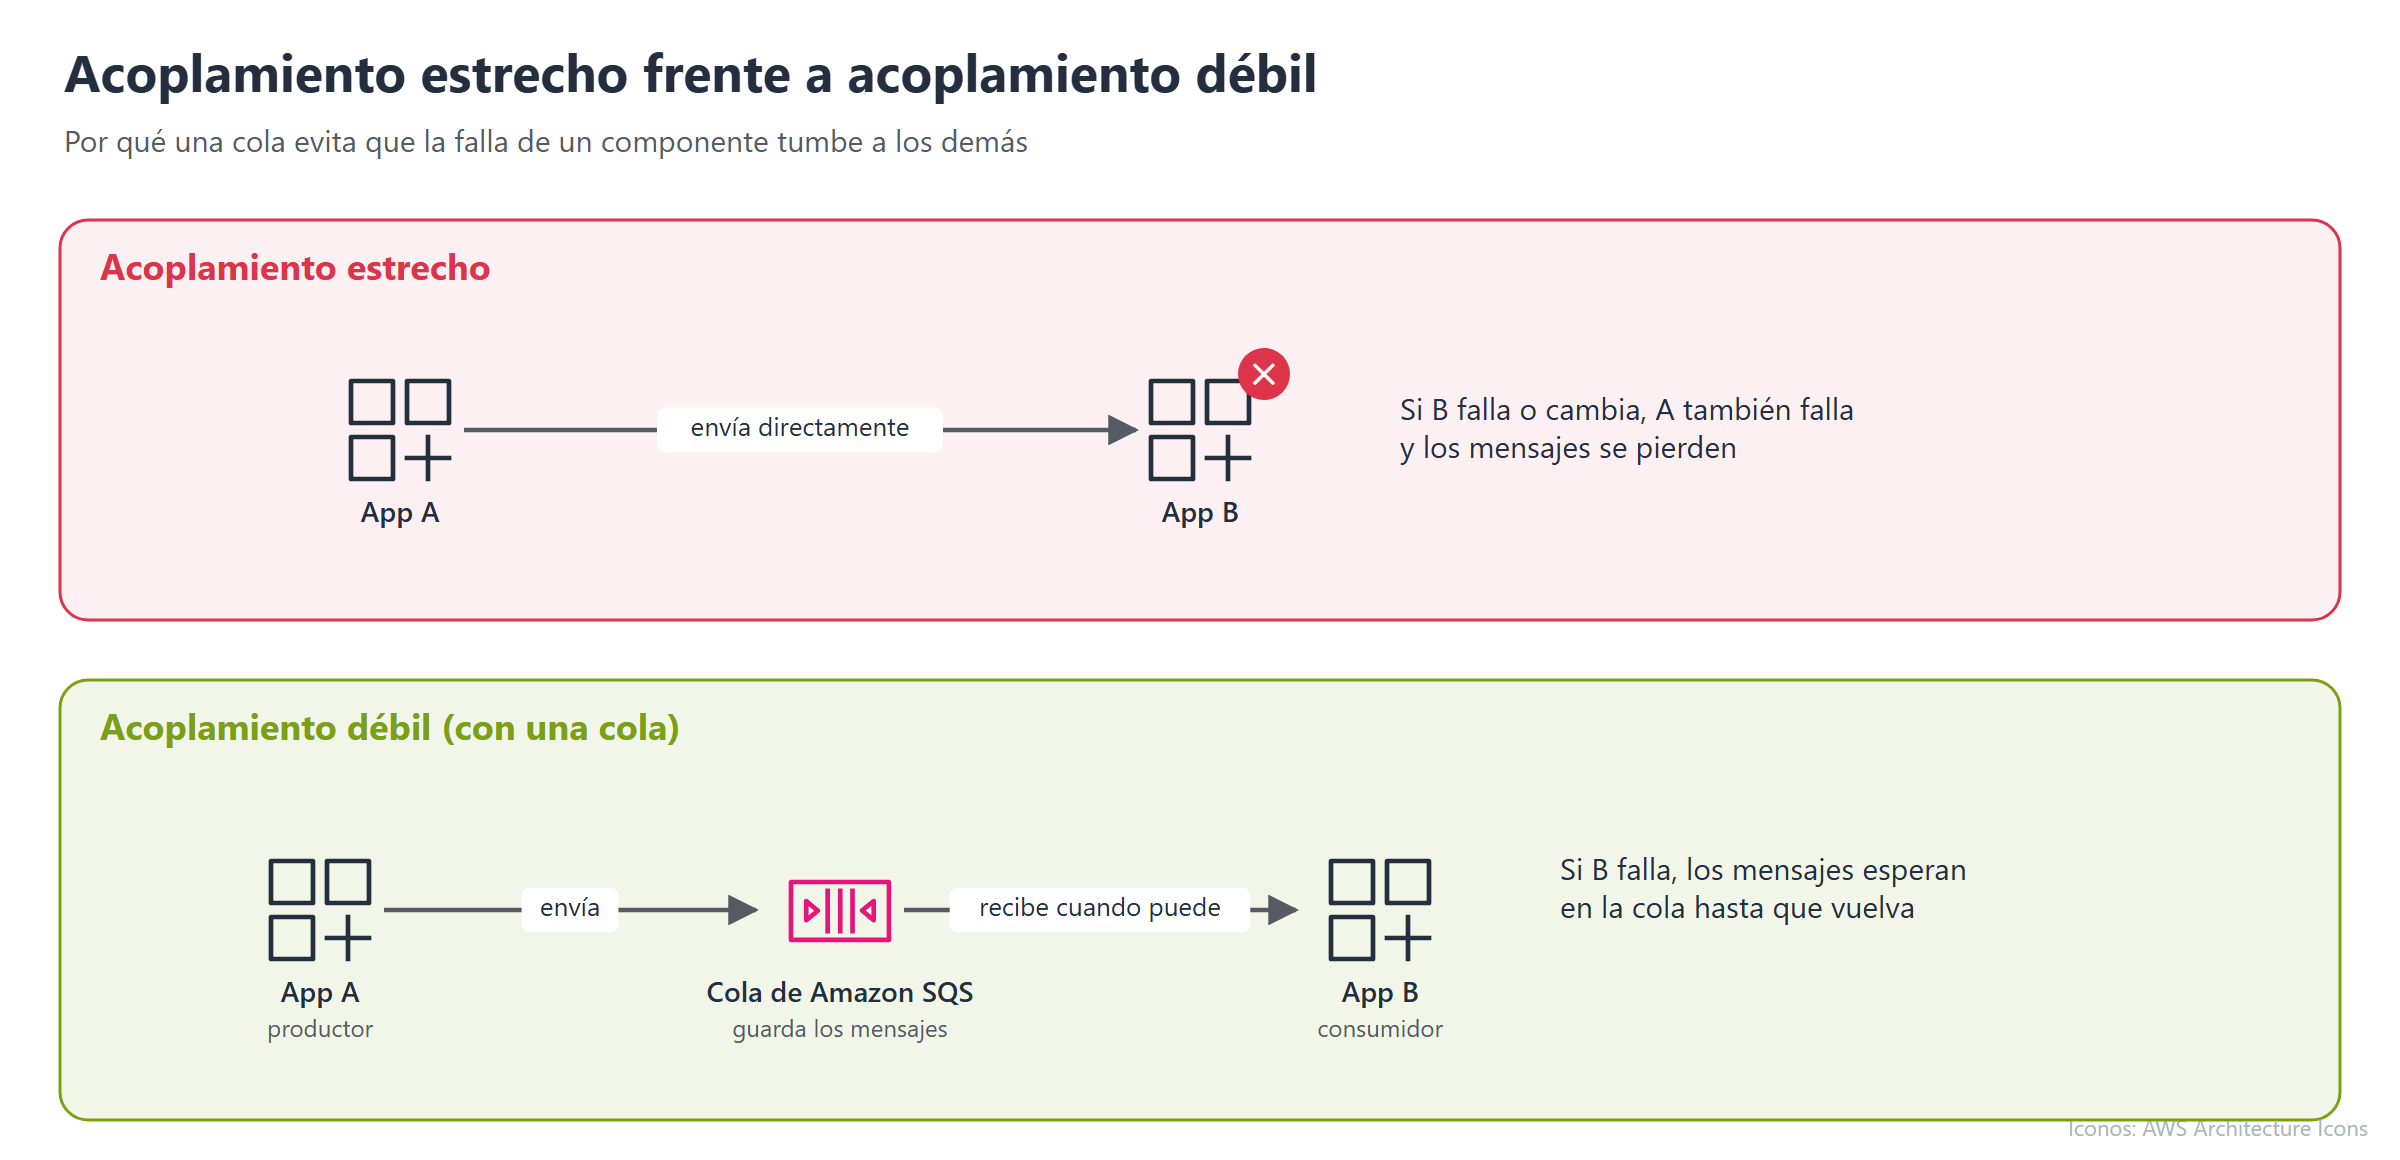 Acoplamiento estrecho frente a acoplamiento débil
Por qué una cola evita que la falla de un componente tumbe a los demás
Acoplamiento estrecho
envía directamente
App A
App B
Si B falla o cambia, A también falla
y los mensajes se pierden
Acoplamiento débil (con una cola)
envía
recibe cuando puede
App A
productor
Cola de Amazon SQS
guarda los mensajes
App B
consumidor
Si B falla, los mensajes esperan
en la cola hasta que vuelva
Iconos: AWS Architecture Icons